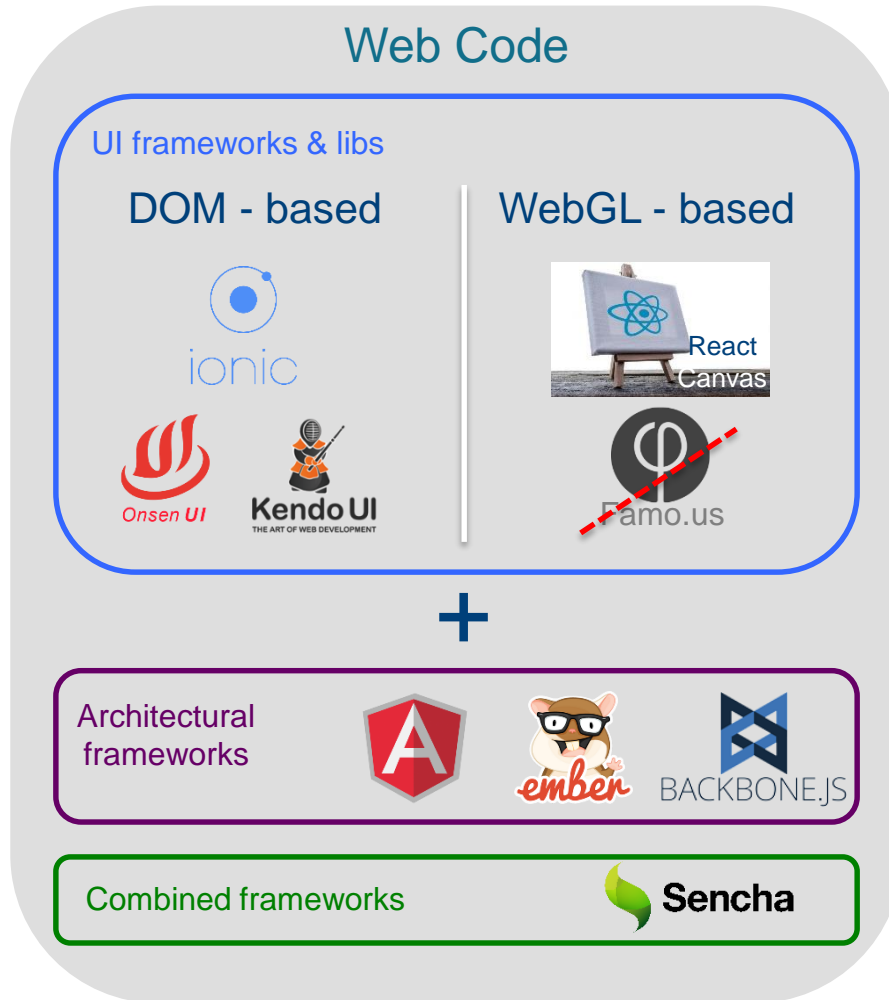 Web Code
UI frameworks & libs
DOM - based
WebGL - based
ionic
React
Canvas
UI
Onsen UI
Kendo UI
THE ART OF WEB DEVELOPMENT
Famo.us
+
Architectural
frameworks
A
ember
BACKBONE.JS
Combined frameworks
Sencha